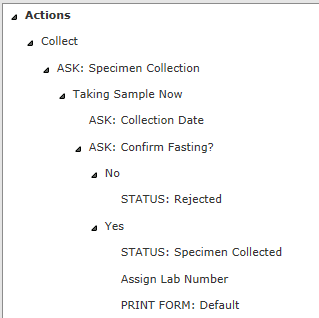 Actions
Collect
ASK: Specimen Collection
Taking Sample Now
ASK: Collection Date
ASK: Confirm Fasting?
No
STATUS: Rejected
Yes
STATUS: Specimen Collected
Assign Lab Number
PRINT FORM: Default